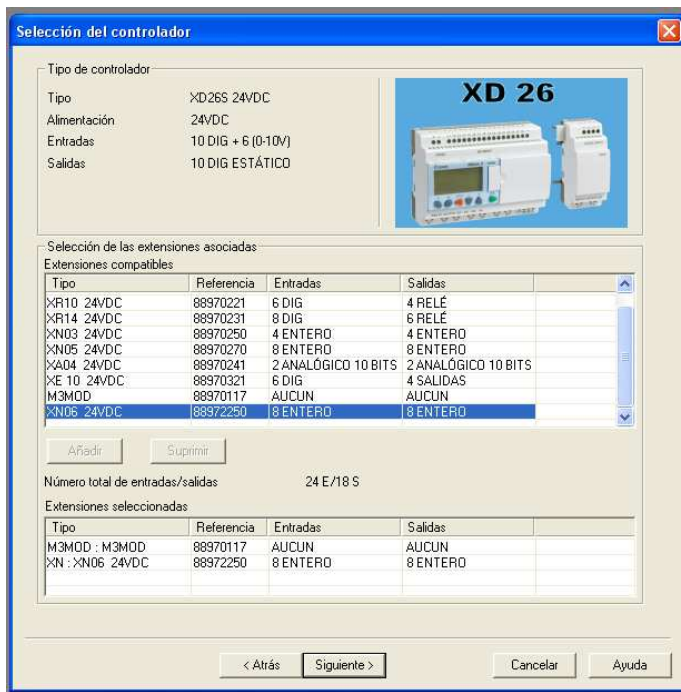 Selección del controlador
Tipo de controlador
Tipo XD26S 24VDC
Alimentación 24VDC
Entradas 10 DIG + 6 (0-10V)
Salidas 10 DIG ESTÁTICO
XD 26
Selección de las extensiones asociadas
Extensiones compatibles
Tipo Referencia Entradas Salidas
XR10 24VDC 88970221 6 DIG 4 RELÉ
XR14 24VDC 88970231 8 DIG 6 RELÉ
XN03 24VDC 88970250 4 ENTERO 4 ENTERO
XN05 24VDC 88970270 8 ENTERO 8 ENTERO
XA04 24VDC 88970241 2 ANALÓGICO 10 BITS 2 ANALÓGICO 10 BITS
XE 10 24VDC 88970321 6 DIG 4 SALIDAS
M3MOD 88970117 AUCUN AUCUN
XN06 24VDC 88972250 8 ENTERO 8 ENTERO
Añadir Suprimir
Número total de entradas/salidas 24 E/18 S
Extensiones seleccionadas
Tipo Referencia Entradas Salidas
M3MOD : M3MOD 88970117 AUCUN AUCUN
XN : XN06 24VDC 88972250 8 ENTERO 8 ENTERO
< Atrás Siguiente > Cancelar Ayuda